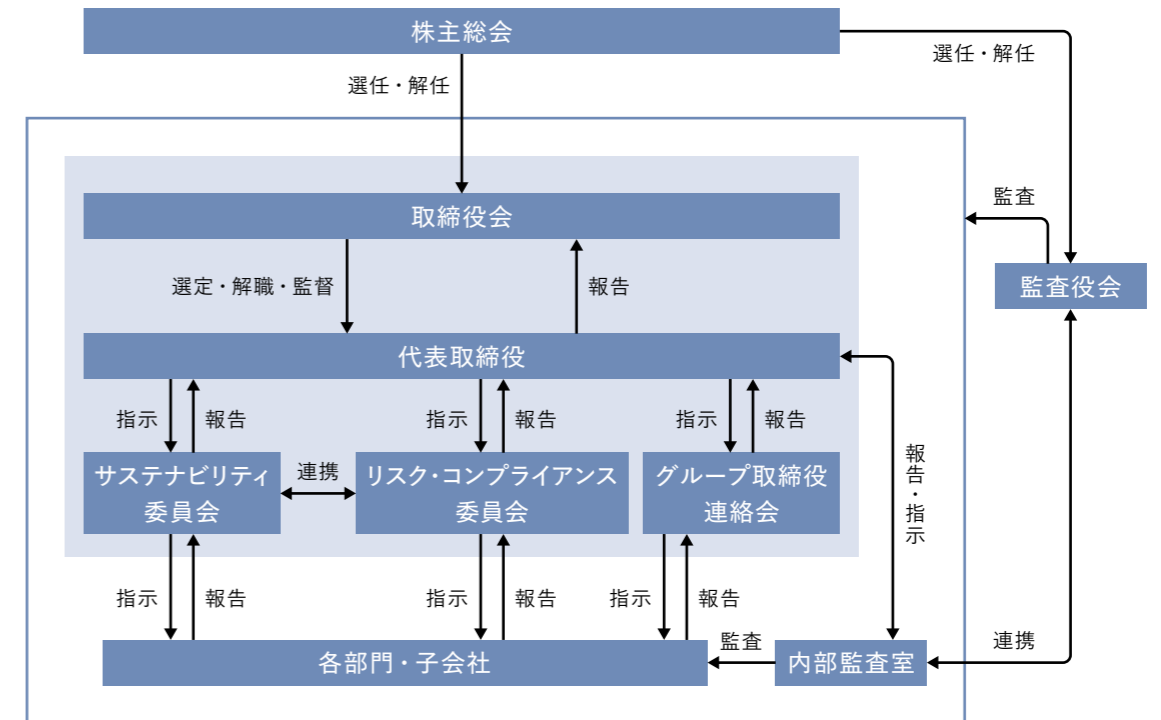 株主総会
選任・解任
選任・解任
取締役会
監査
監査役会
選定・解職・監督
報告
代表取締役
指示
報告
指示
報告
指示
報告
サステナビリティ
委員会
連携
リスク・コンプライアンス
委員会
グループ取締役
連絡会
報告・指示
指示
報告
指示
報告
指示
報告
各部門・子会社
監査
内部監査室
連携